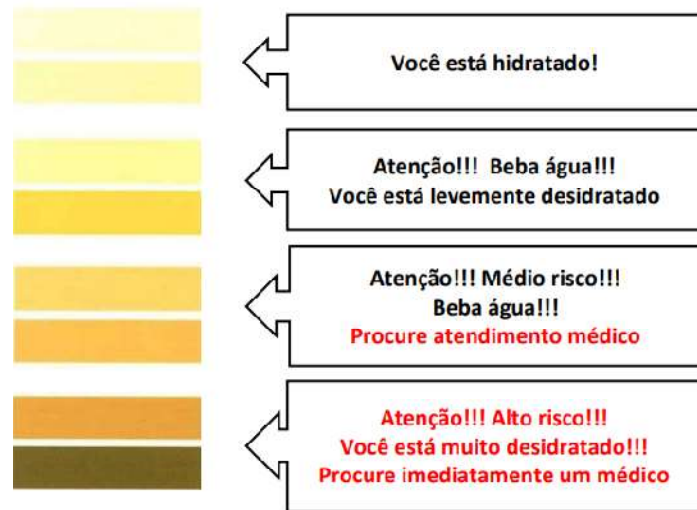 Você está hidratado!
Atenção!!! Beba água!!!
Você está levemente desidratado
Atenção!!! Médio risco!!!
Beba água!!!
Procure atendimento médico
Atenção!!! Alto risco!!!
Você está muito desidratado!!!
Procure imediatamente um médico